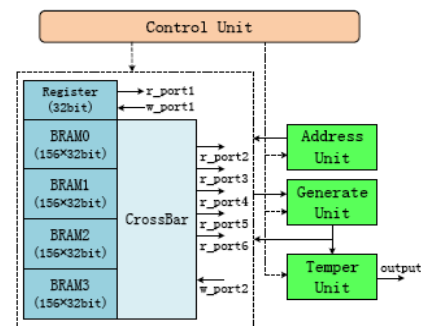 Control Unit
Register
(32bit)
r_port1
w_port1
BRAM0
(156×32bit)
BRAM1
(156×32bit)
BRAM2
(156×32bit)
BRAM3
(156×32bit)
CrossBar
r_port2
r_port3
r_port4
r_port5
r_port6
w_port2
Address
Unit
Generate
Unit
Temper
Unit
output